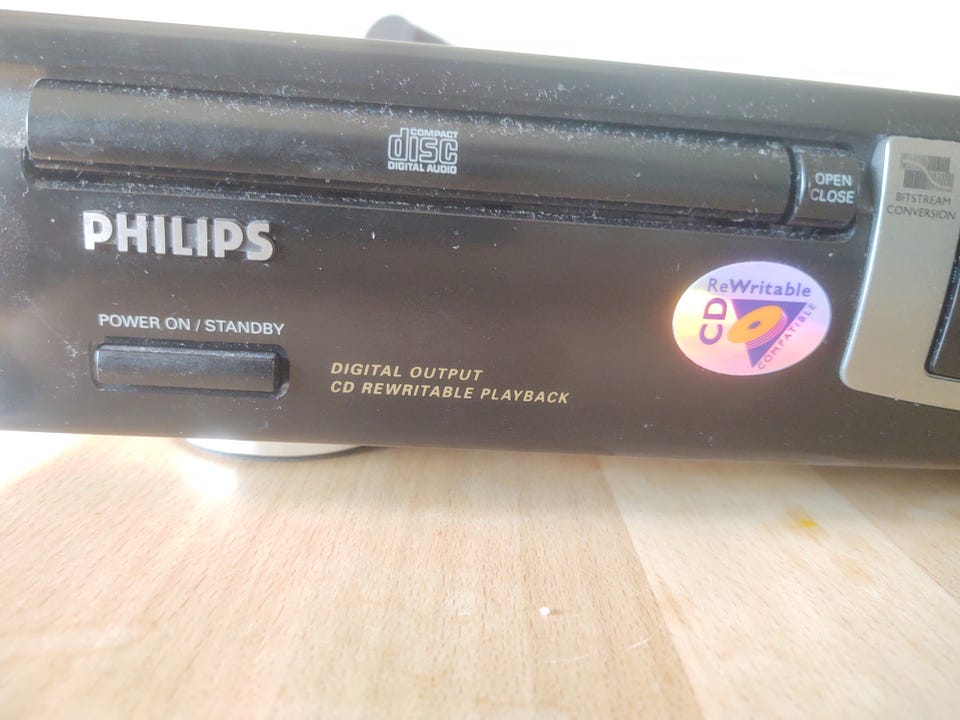 COMPACT
disc
DIGITAL AUDIO
OPEN
CLOSE
BITSTREAM
CONVERSION
PHILIPS
ReWritable
CD
COMPATIBLE
POWER ON / STANDBY
DIGITAL OUTPUT
CD REWRITABLE PLAYBACK